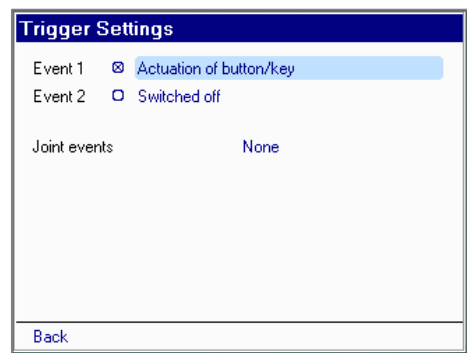 Trigger Settings
Event 1 Actuation of button/key
Event 2 Switched off
Joint events None
Back